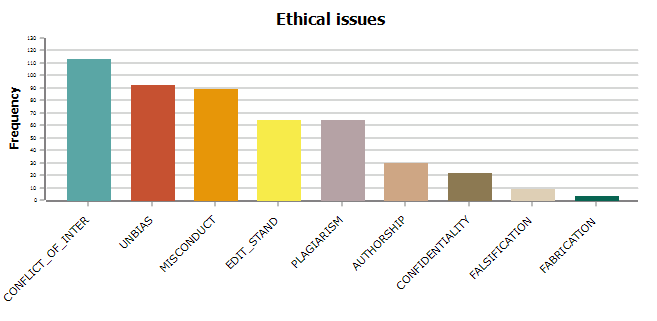 Ethical issues
Frequency
130
120
110
100
90
80
70
60
50
40
30
20
10
0
CONFLICT_OF_INTER
UNBIAS
MISCONDUCT
EDIT_STAND
PLAGIARISM
AUTHORSHIP
CONFIDENTIALITY
FALSIFICATION
FABRICATION